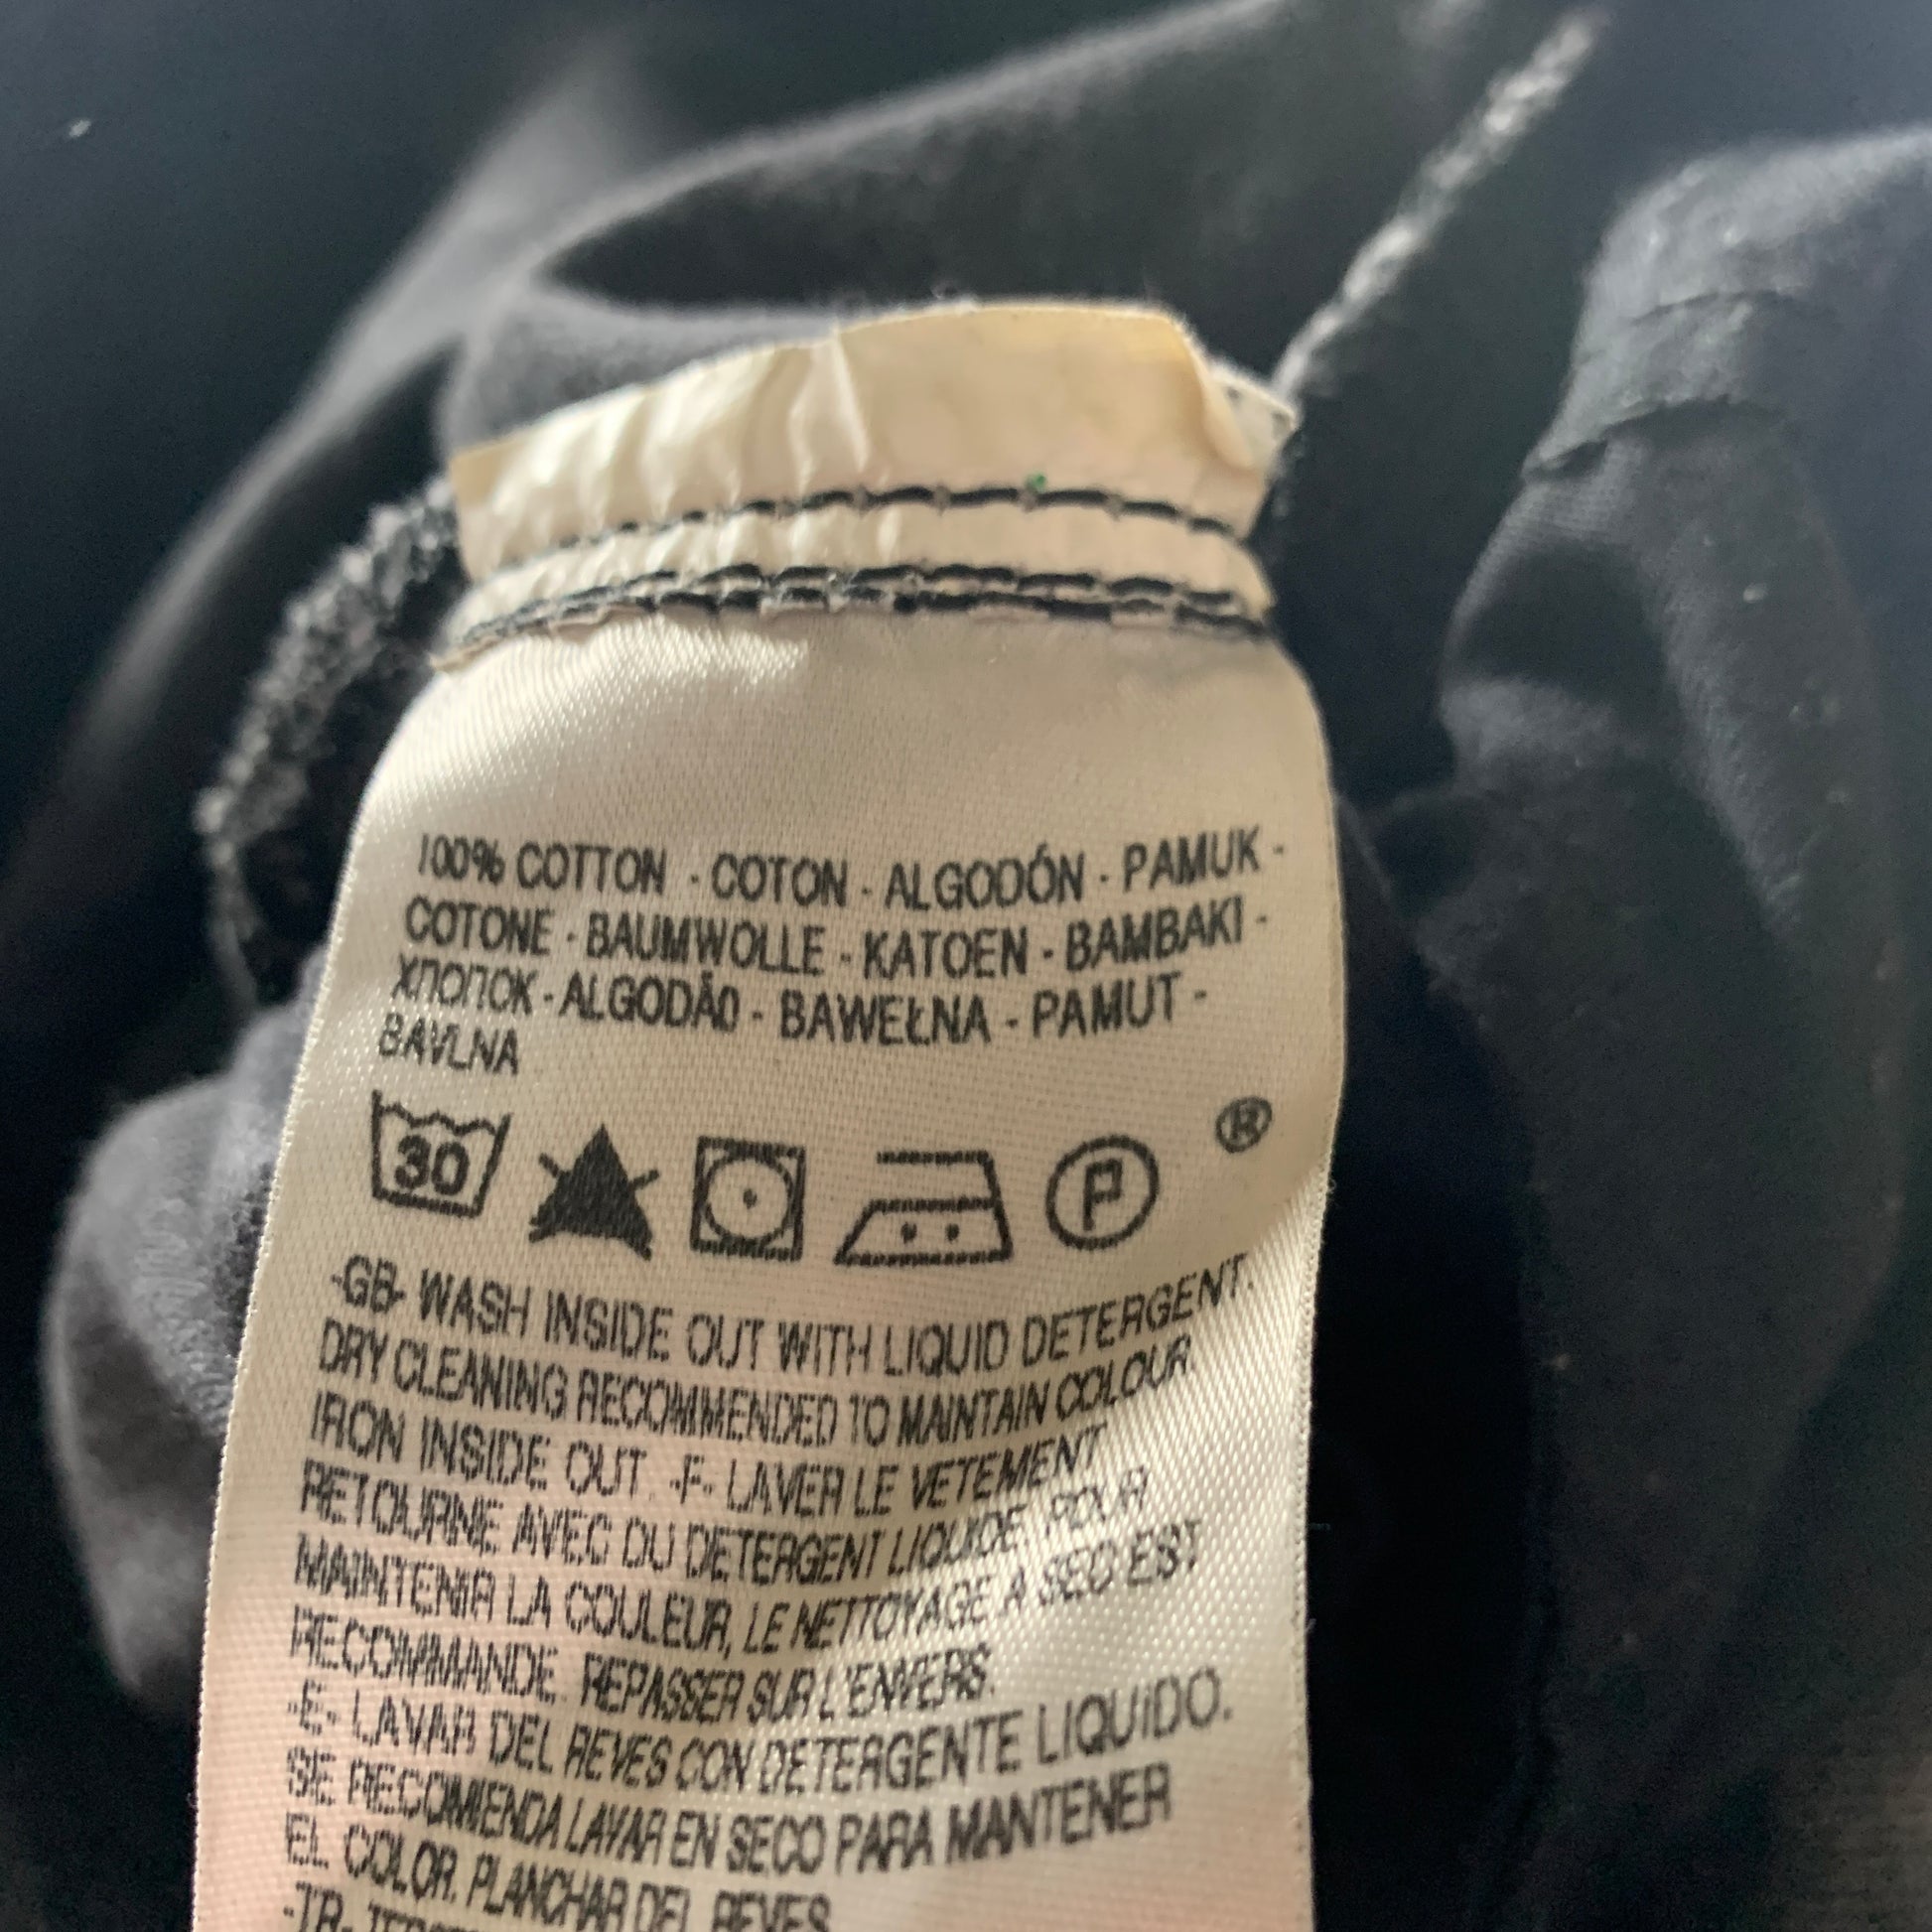 100% COTTON - COTON - ALGODÓN - PAMUK -
COTONE - BAUMWOLLE - KATOEN - BAMBAKI -
ХЛОПОК - ALGODÃO - BAWEŁNA - PAMUT -
BAVLNA
30
P ®
-GB- WASH INSIDE OUT WITH LIQUID DETERGENT.
DRY CLEANING RECOMMENDED TO MAINTAIN COLOUR.
IRON INSIDE OUT. -F- LAVER LE VETEMENT
RETOURNE AVEC DU DETERGENT LIQUIDE. POUR
MAINTENIR LA COULEUR, LE NETTOYAGE A SEC EST
RECOMMANDE. REPASSER SUR L'ENVERS.
-E- LAVAR DEL REVES CON DETERGENTE LIQUIDO.
SE RECOMIENDA LAVAR EN SECO PARA MANTENER
EL COLOR. PLANCHAR DEL REVES.
-TR-